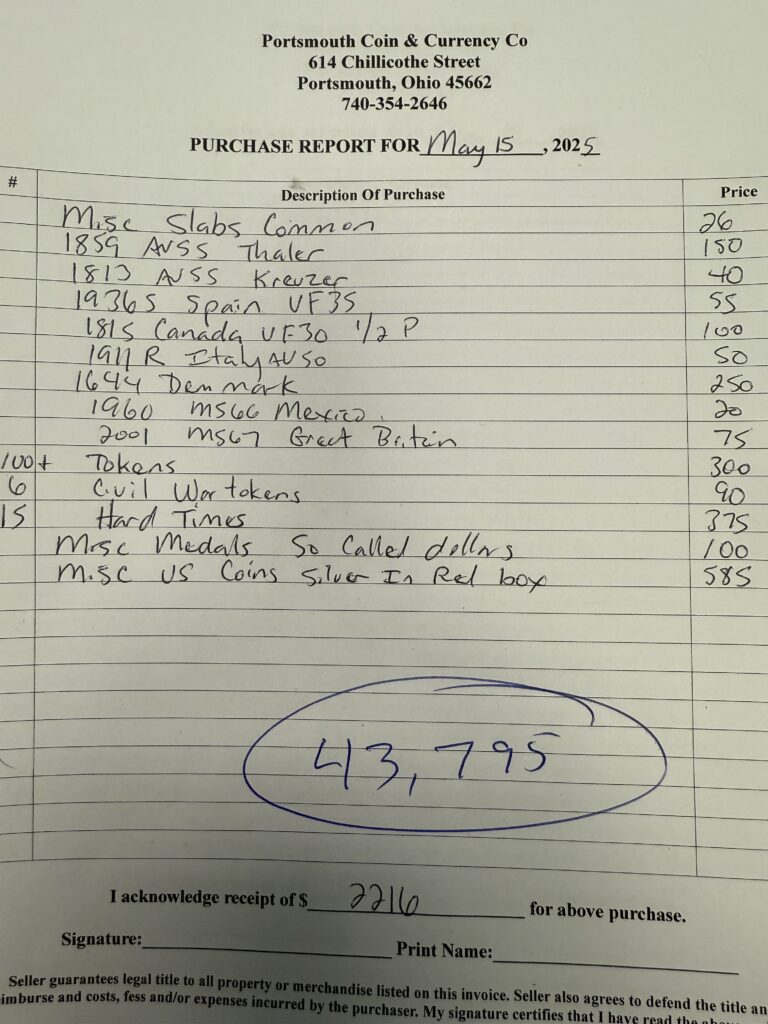 Portsmouth Coin & Currency Co
614 Chillicothe Street
Portsmouth, Ohio 45662
740-354-2646
PURCHASE REPORT FOR May 15, 2025
# Description Of Purchase Price
Misc Slabs Common 26
1859 AU55 Thaler 150
1813 AU55 Kreuzer 40
1936 S Spain VF35 55
1815 Canada VF30 1/2 P 100
1911 R Italy AU50 50
1644 Denmark 250
1960 MS66 Mexico 20
2001 MS67 Great Britain 75
100+ Tokens 300
6 Civil War tokens 90
15 Hard Times 375
Misc Medals So Called dollars 100
Misc US Coins Silver In Red box 585
43,795
I acknowledge receipt of $ 2216 for above purchase.
Signature: Print Name:
Seller guarantees legal title to all property or merchandise listed on this invoice. Seller also agrees to defend the title an
imburse and costs, fess and/or expenses incurred by the purchaser. My signature certifies that I have read the